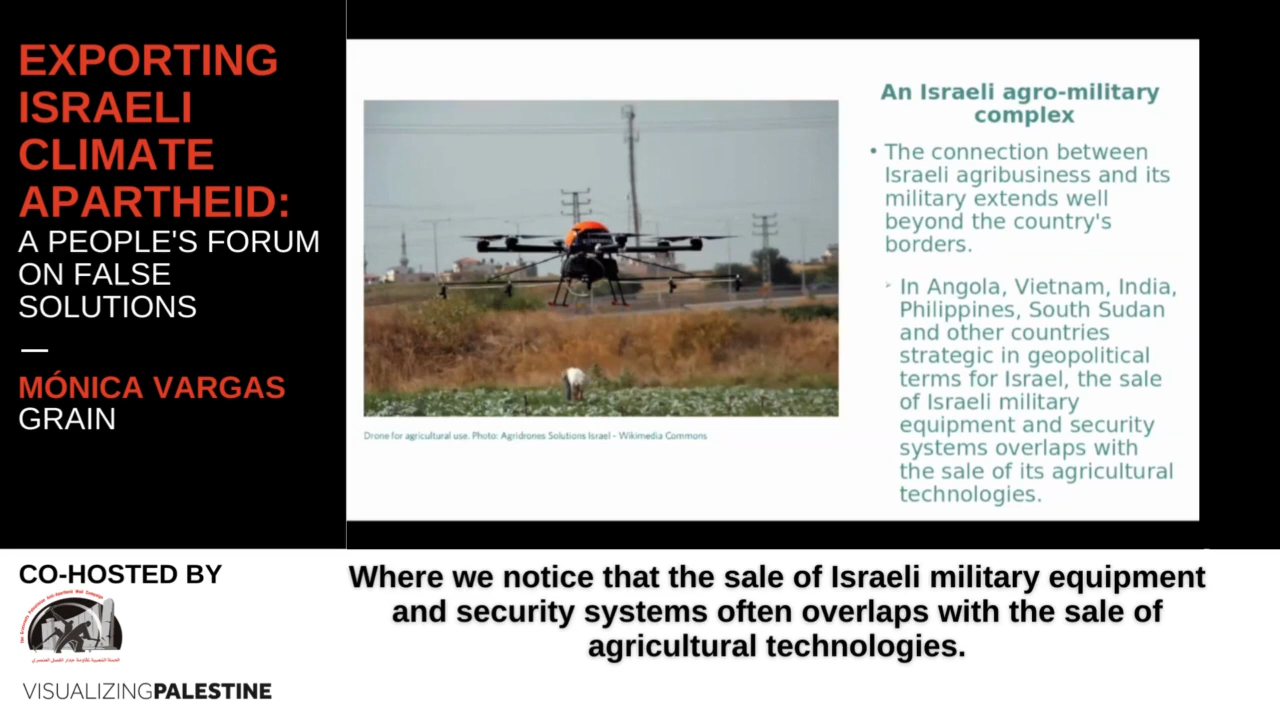 EXPORTING
ISRAELI
CLIMATE
APARTHEID:
A PEOPLE'S FORUM
ON FALSE
SOLUTIONS
—
MÓNICA VARGAS
GRAIN
An Israeli agro-military
complex
• The connection between
Israeli agribusiness and its
military extends well
beyond the country's
borders.
➢ In Angola, Vietnam, India,
Philippines, South Sudan
and other countries
strategic in geopolitical
terms for Israel, the sale
of Israeli military
equipment and security
systems overlaps with
the sale of its agricultural
technologies.
Drone for agricultural use. Photo: Agridrones Solutions Israel - Wikimedia Commons
CO-HOSTED BY
VISUALIZINGPALESTINE
Where we notice that the sale of Israeli military equipment
and security systems often overlaps with the sale of
agricultural technologies.